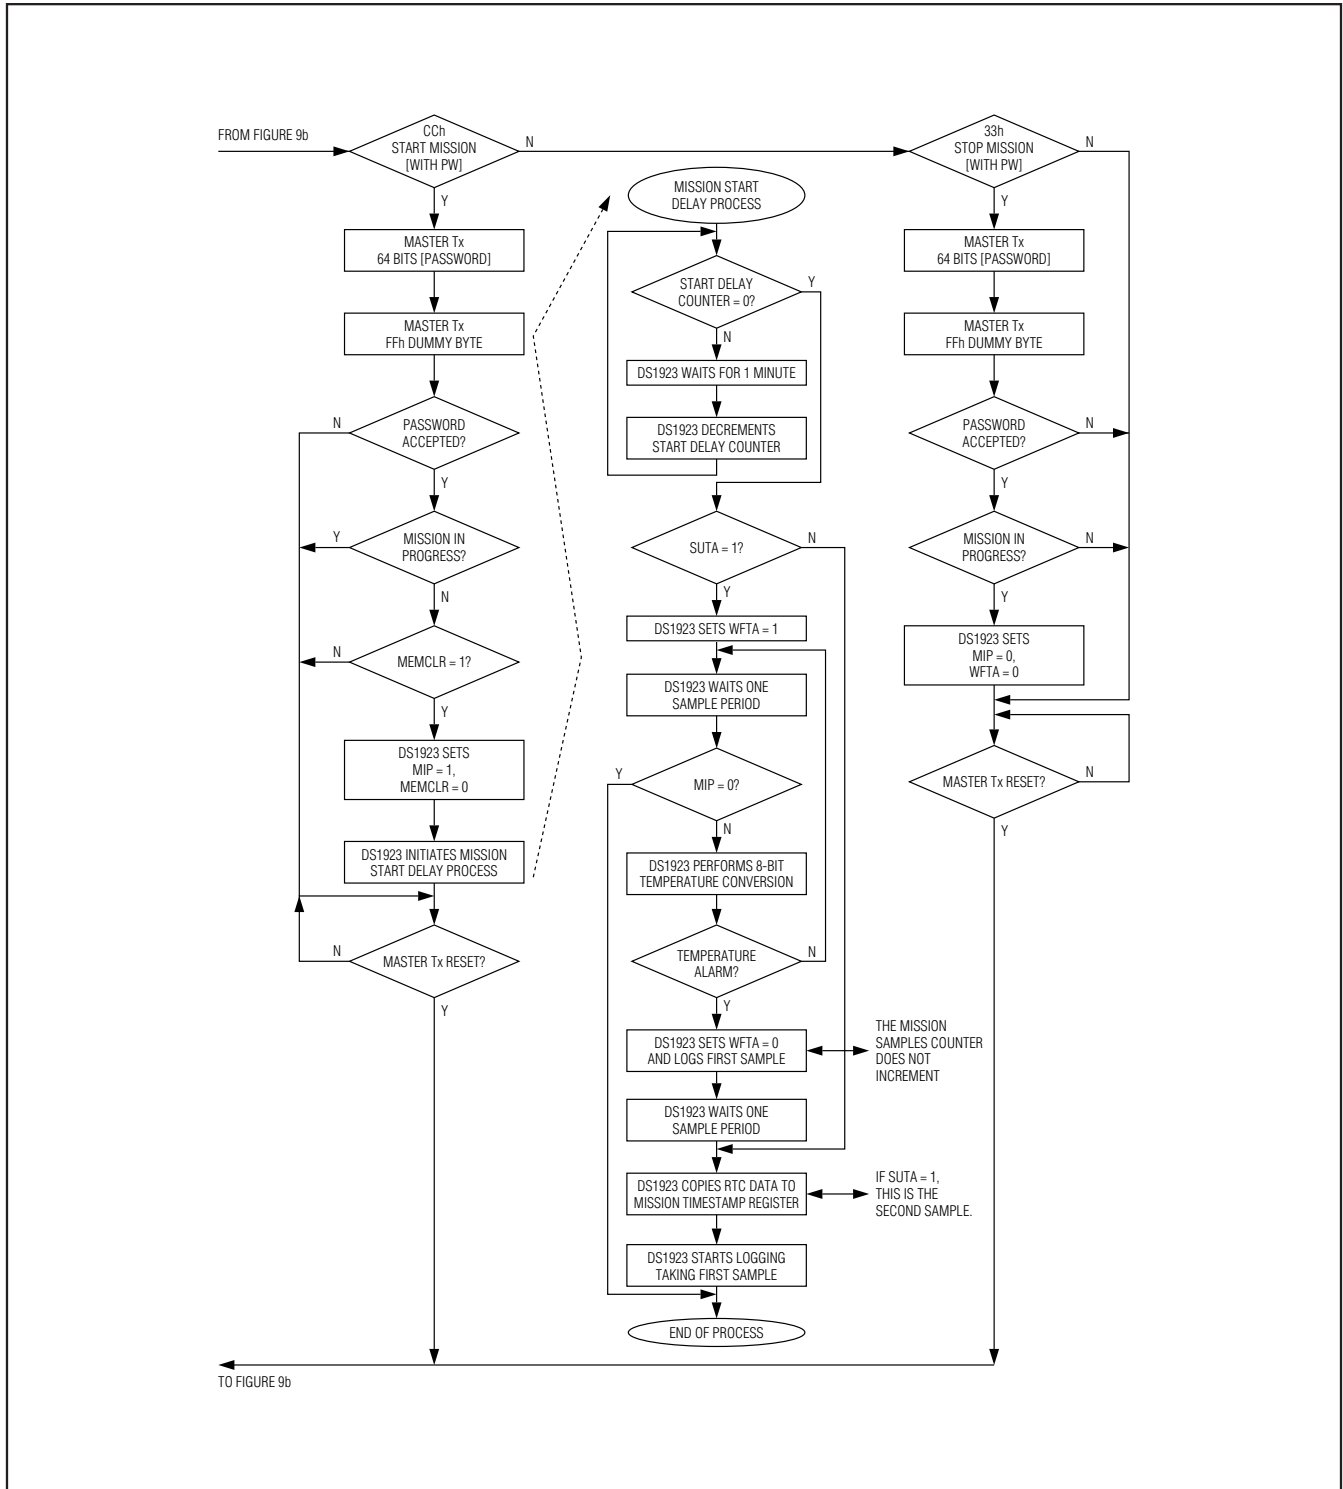 FROM FIGURE 9b
CCh
START MISSION
[WITH PW]
N
Y
MASTER Tx
64 BITS [PASSWORD]
MASTER Tx
FFh DUMMY BYTE
PASSWORD
ACCEPTED?
N
Y
MISSION IN
PROGRESS?
Y
N
MEMCLR = 1?
N
Y
DS1923 SETS
MIP = 1,
MEMCLR = 0
DS1923 INITIATES MISSION
START DELAY PROCESS
MASTER Tx RESET?
N
Y
MISSION START
DELAY PROCESS
START DELAY
COUNTER = 0?
Y
N
DS1923 WAITS FOR 1 MINUTE
DS1923 DECREMENTS
START DELAY COUNTER
SUTA = 1?
N
Y
DS1923 SETS WFTA = 1
DS1923 WAITS ONE
SAMPLE PERIOD
MIP = 0?
Y
N
DS1923 PERFORMS 8-BIT
TEMPERATURE CONVERSION
TEMPERATURE
ALARM?
N
Y
DS1923 SETS WFTA = 0
AND LOGS FIRST SAMPLE
THE MISSION
SAMPLES COUNTER
DOES NOT
INCREMENT
DS1923 WAITS ONE
SAMPLE PERIOD
DS1923 COPIES RTC DATA TO
MISSION TIMESTAMP REGISTER
IF SUTA = 1,
THIS IS THE
SECOND SAMPLE.
DS1923 STARTS LOGGING
TAKING FIRST SAMPLE
END OF PROCESS
33h
STOP MISSION
[WITH PW]
N
Y
MASTER Tx
64 BITS [PASSWORD]
MASTER Tx
FFh DUMMY BYTE
PASSWORD
ACCEPTED?
N
Y
MISSION IN
PROGRESS?
N
Y
DS1923 SETS
MIP = 0,
WFTA = 0
MASTER Tx RESET?
N
Y
TO FIGURE 9b